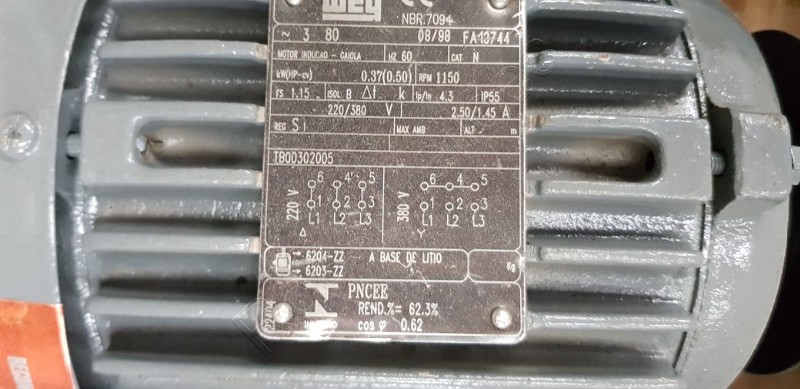 WEG
NBR.7094
~ 3 80 08/98 FA13744
MOTOR INDUCAO - GAIOLA HZ 60 CAT N
kW(HP-cv) 0.37(0.50) RPM 1150
FS 1.15 ISOL B Δt k Ip/In 4.3 IP55
220/380 V 2.50/1.45 A
REG S1 MAX AMB ALT - m
TB00302005
6 4 5 6 4 5
220 V 1 2 3 380 V 1 2 3
L1 L2 L3 L1 L2 L3
Δ Y
6204-ZZ A BASE DE LITIO
6203-ZZ Kg
PNCEE
REND.%= 62.3%
cos φ 0.62